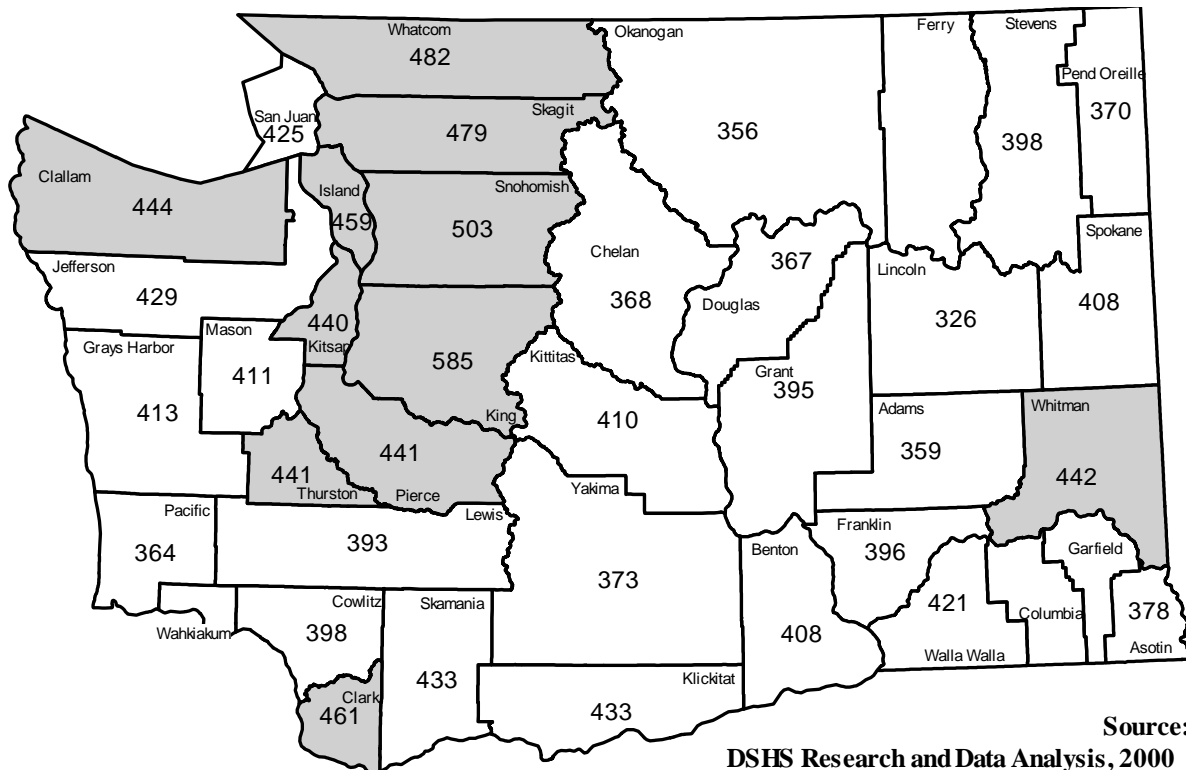 Whatcom
482
Okanogan
356
Ferry
Stevens
398
Pend Oreille
370
San Juan
425
Skagit
479
Clallam
444
Island
459
Snohomish
503
Chelan
368
Douglas
367
Lincoln
326
Spokane
408
Jefferson
429
Kitsap
440
King
585
Kittitas
410
Grant
395
Grays Harbor
413
Mason
411
Adams
359
Whitman
442
Thurston
441
Pierce
441
Yakima
373
Pacific
364
Lewis
393
Benton
408
Franklin
396
Walla Walla
421
Columbia
Garfield
Asotin
378
Wahkiakum
Cowlitz
398
Skamania
433
Clark
461
Klickitat
433
Source:
DSHS Research and Data Analysis, 2000